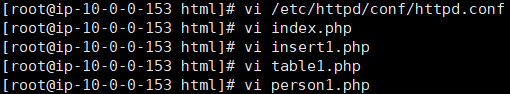 [root@ip-10-0-0-153 html]# vi /etc/httpd/conf/httpd.conf
[root@ip-10-0-0-153 html]# vi index.php
[root@ip-10-0-0-153 html]# vi insert1.php
[root@ip-10-0-0-153 html]# vi table1.php
[root@ip-10-0-0-153 html]# vi person1.php